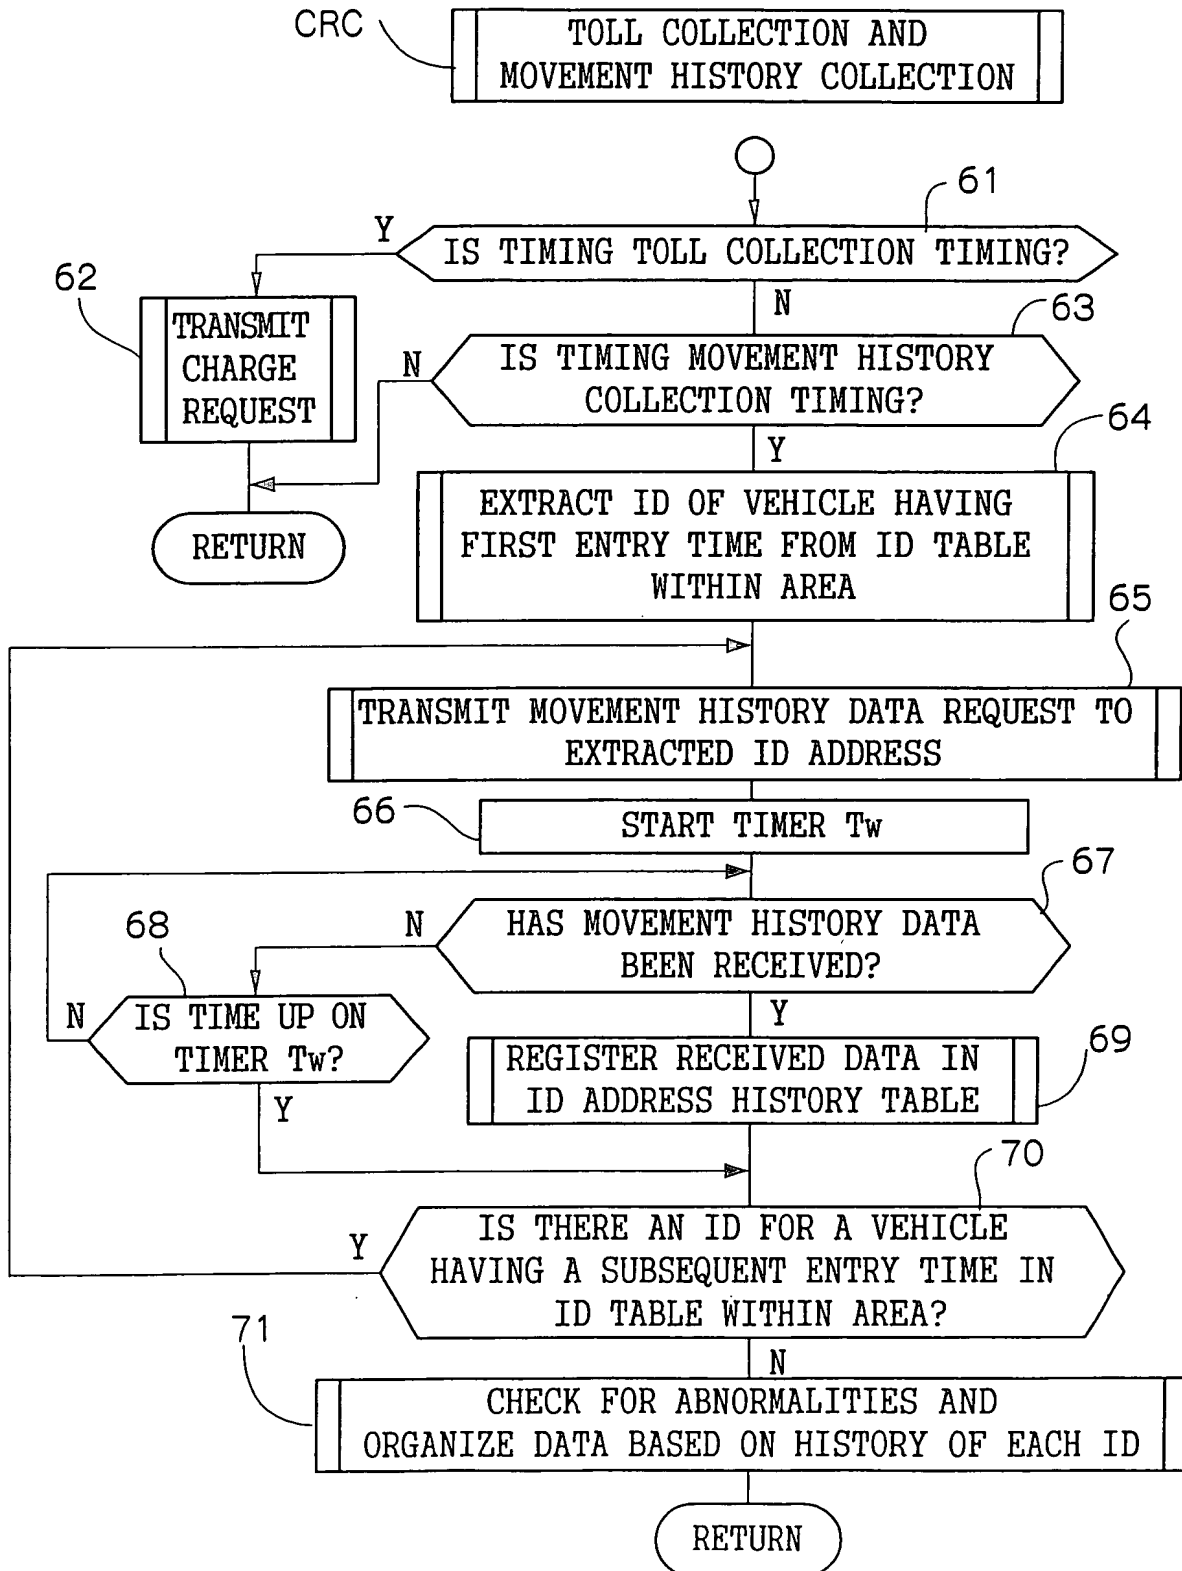 CRC
TOLL COLLECTION AND
MOVEMENT HISTORY COLLECTION
61
Y
IS TIMING TOLL COLLECTION TIMING?
62
N
63
TRANSMIT
CHARGE
REQUEST
N
IS TIMING MOVEMENT HISTORY
COLLECTION TIMING?
Y
64
RETURN
EXTRACT ID OF VEHICLE HAVING
FIRST ENTRY TIME FROM ID TABLE
WITHIN AREA
65
TRANSMIT MOVEMENT HISTORY DATA REQUEST TO
EXTRACTED ID ADDRESS
66
START TIMER Tw
67
N
HAS MOVEMENT HISTORY DATA
BEEN RECEIVED?
68
N
IS TIME UP ON
TIMER Tw?
Y
Y
69
REGISTER RECEIVED DATA IN
ID ADDRESS HISTORY TABLE
70
Y
IS THERE AN ID FOR A VEHICLE
HAVING A SUBSEQUENT ENTRY TIME IN
ID TABLE WITHIN AREA?
71
N
CHECK FOR ABNORMALITIES AND
ORGANIZE DATA BASED ON HISTORY OF EACH ID
RETURN